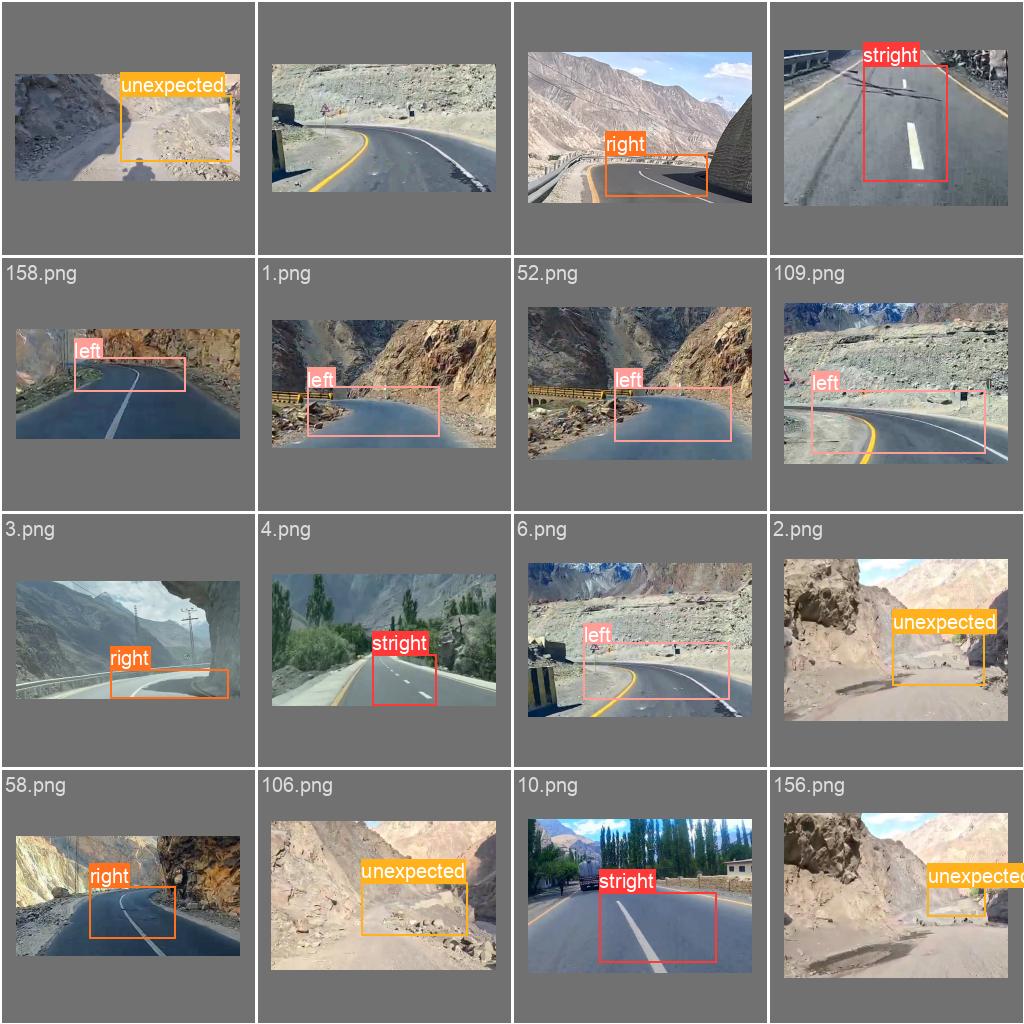 unexpected
right
stright
158.png
1.png
52.png
109.png
left
left
left
left
3.png
4.png
6.png
2.png
right
stright
left
unexpected
58.png
106.png
10.png
156.png
right
unexpected
stright
unexpected